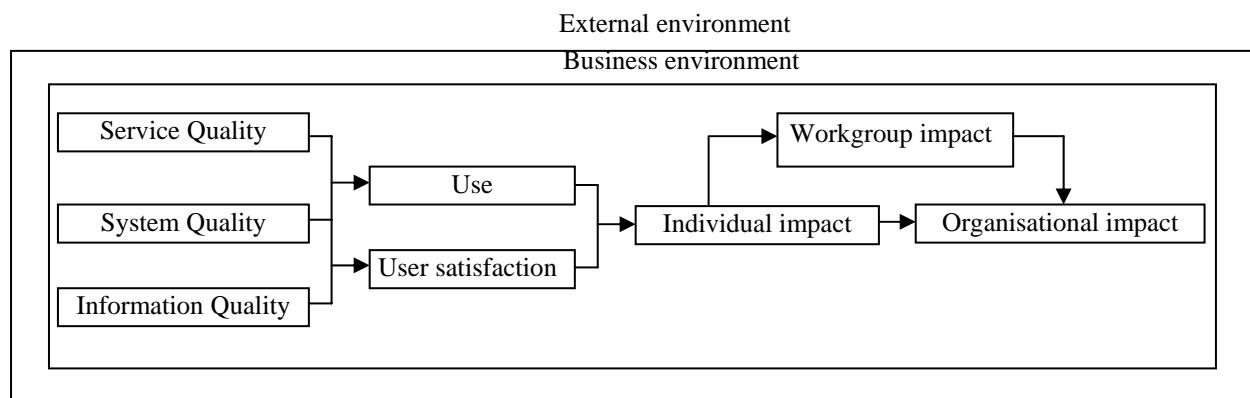 External environment
Business environment
Service Quality
Workgroup impact
Use
System Quality
Individual impact
Organisational impact
User satisfaction
Information Quality